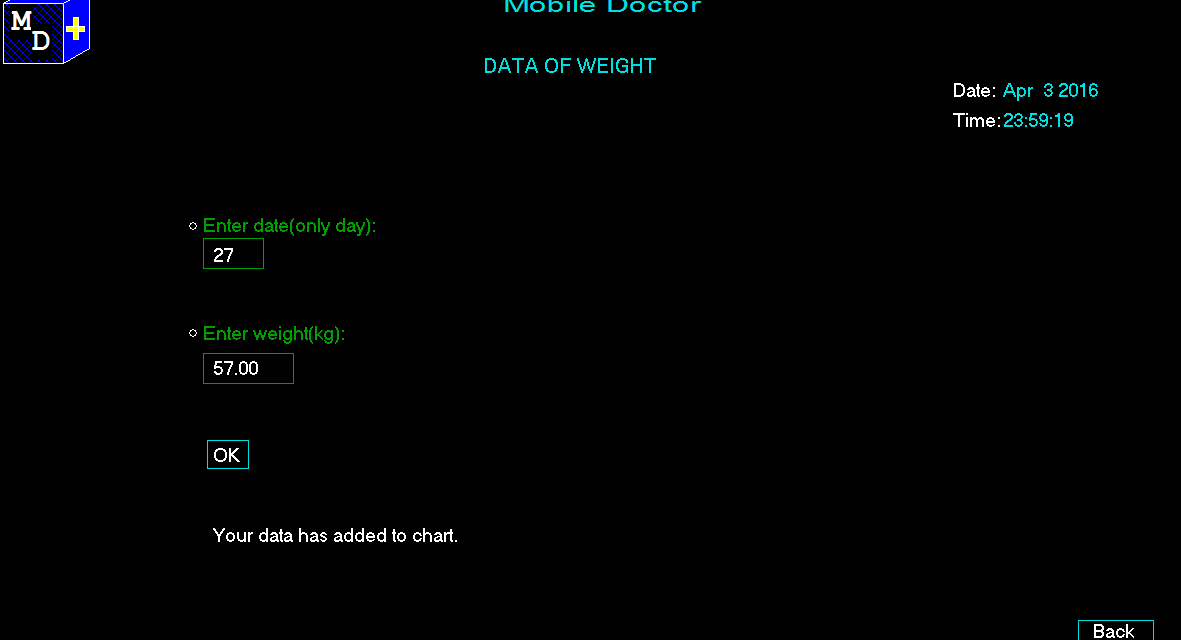 Mobile Doctor
M
D
DATA OF WEIGHT
Date: Apr  3 2016
Time:23:59:19
Enter date(only day):
27
Enter weight(kg):
57.00
OK
Your data has added to chart.
Back